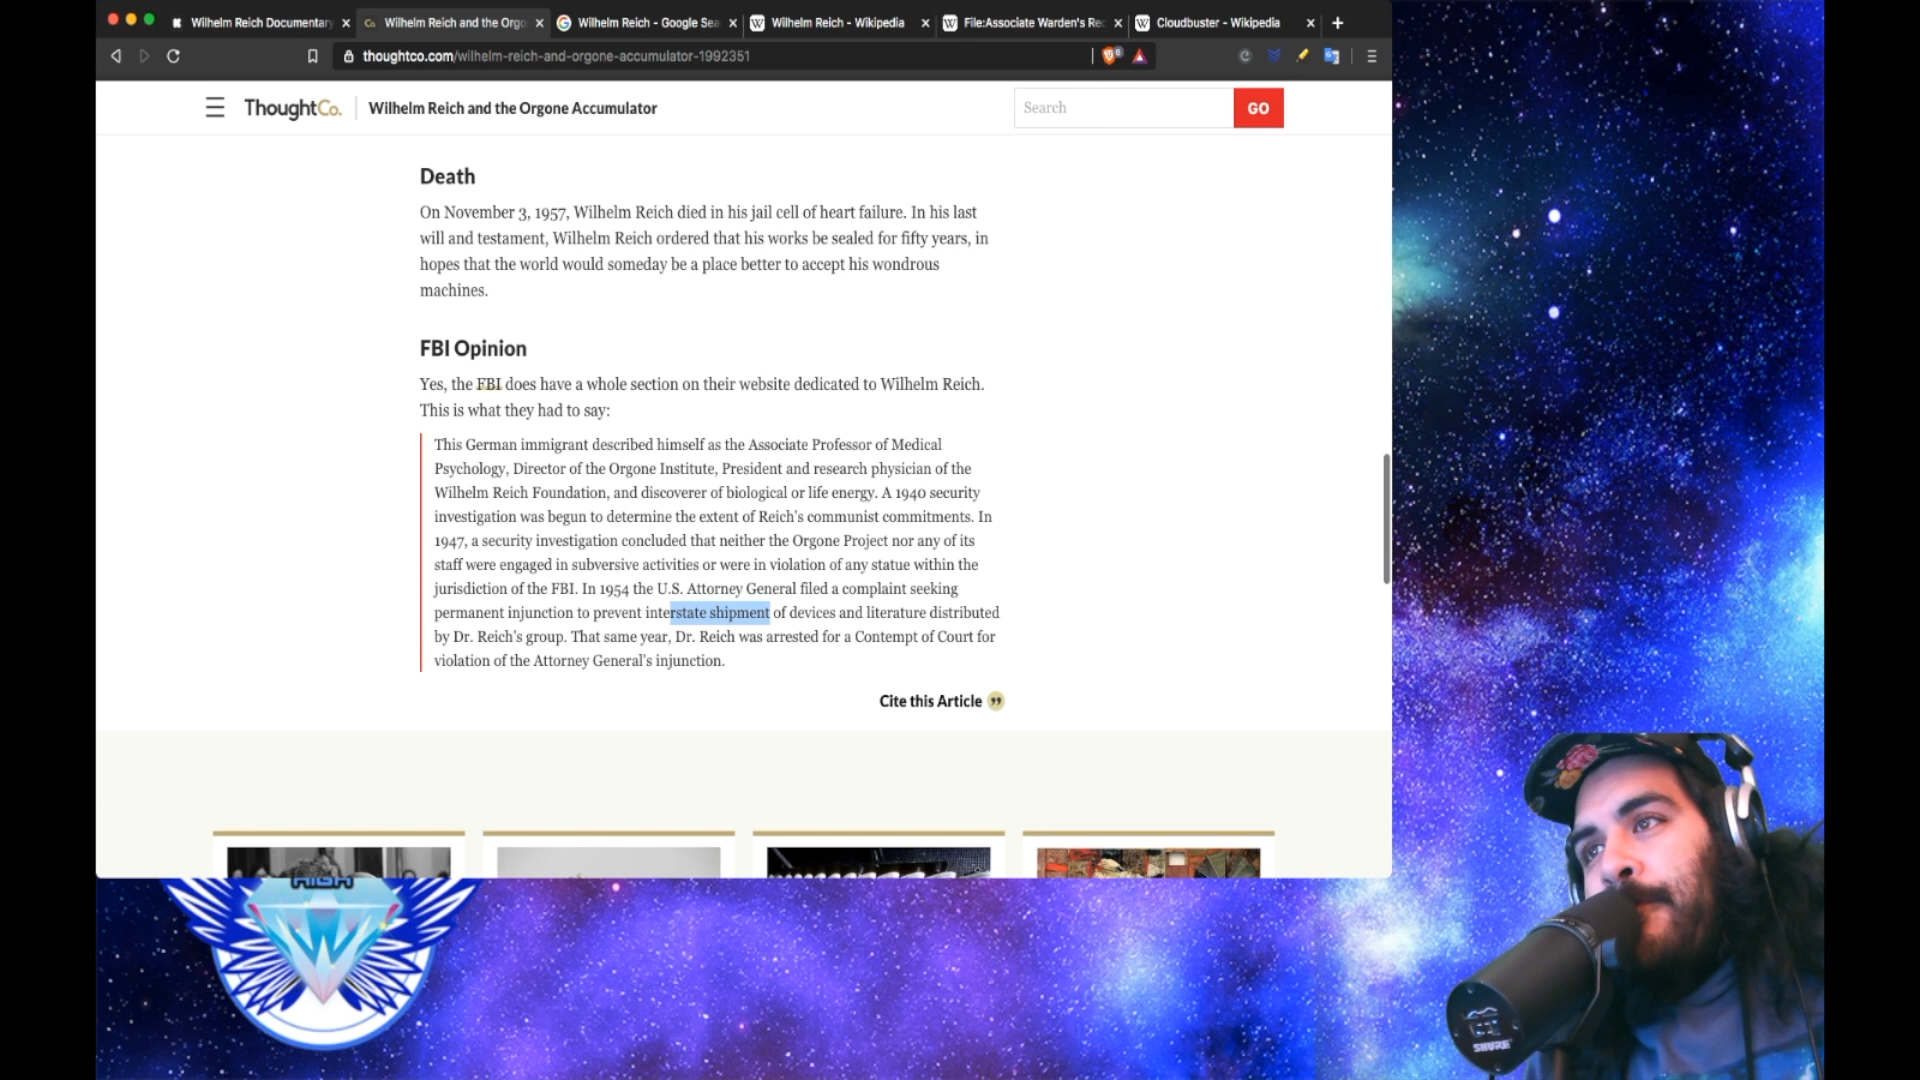 Wilhelm Reich Documentary
Wilhelm Reich and the Orgo
Wilhelm Reich - Google Sea
Wilhelm Reich - Wikipedia
File:Associate Warden's Rec
Cloudbuster - Wikipedia
thoughtco.com/wilhelm-reich-and-orgone-accumulator-1992351
ThoughtCo.
Wilhelm Reich and the Orgone Accumulator
Search
GO
Death
On November 3, 1957, Wilhelm Reich died in his jail cell of heart failure. In his last
will and testament, Wilhelm Reich ordered that his works be sealed for fifty years, in
hopes that the world would someday be a place better to accept his wondrous
machines.
FBI Opinion
Yes, the FBI does have a whole section on their website dedicated to Wilhelm Reich.
This is what they had to say:
This German immigrant described himself as the Associate Professor of Medical
Psychology, Director of the Orgone Institute, President and research physician of the
Wilhelm Reich Foundation, and discoverer of biological or life energy. A 1940 security
investigation was begun to determine the extent of Reich's communist commitments. In
1947, a security investigation concluded that neither the Orgone Project nor any of its
staff were engaged in subversive activities or were in violation of any statue within the
jurisdiction of the FBI. In 1954 the U.S. Attorney General filed a complaint seeking
permanent injunction to prevent interstate shipment of devices and literature distributed
by Dr. Reich's group. That same year, Dr. Reich was arrested for a Contempt of Court for
violation of the Attorney General's injunction.
Cite this Article
HIGH
W
SHURE